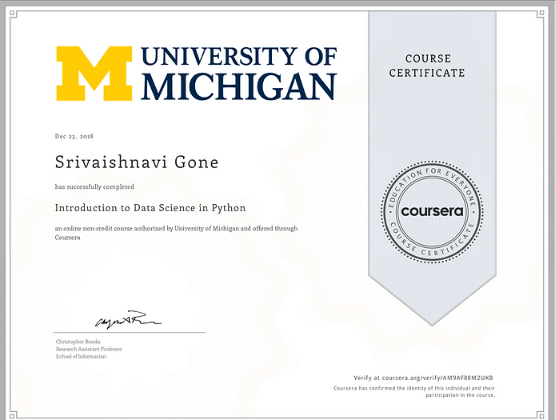 UNIVERSITY OF
MICHIGAN
COURSE
CERTIFICATE
Dec 23, 2018
Srivaishnavi Gone
has successfully completed
Introduction to Data Science in Python
an online non-credit course authorized by University of Michigan and offered through
Coursera
EDUCATION FOR EVERYONE
coursera
COURSE CERTIFICATE
Christopher Brooks
Research Assistant Professor
School of Information
Verify at coursera.org/verify/AM9AF88M2UKB
Coursera has confirmed the identity of this individual and their
participation in the course.